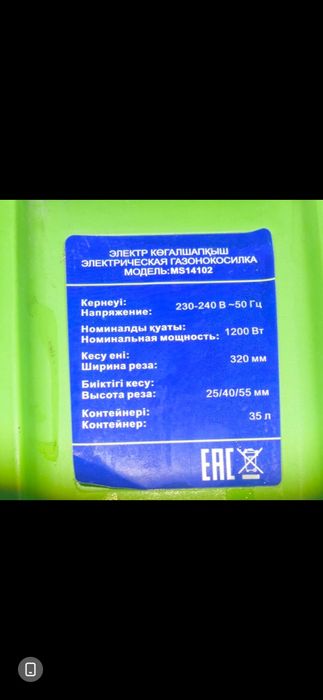 ЭЛЕКТР КӨГАЛШАПҚЫШ
ЭЛЕКТРИЧЕСКАЯ ГАЗОНОКОСИЛКА
МОДЕЛЬ:MS14102
Кернеуі:
Напряжение: 230-240 В ~50 Гц
Номиналды қуаты:
Номинальная мощность: 1200 Вт
Кесу ені:
Ширина реза: 320 мм
Биіктігі кесу:
Высота реза: 25/40/55 мм
Контейнері:
Контейнер: 35 л
EAC